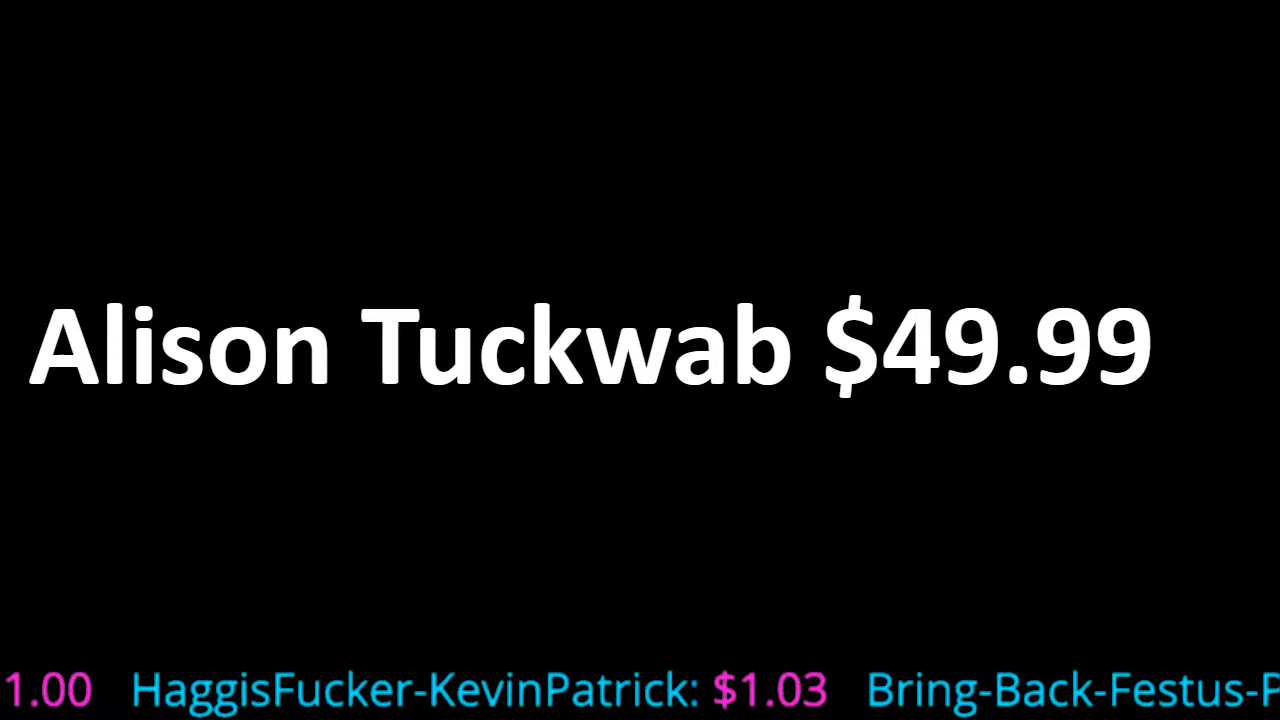 Alison Tuckwab $49.99
1.00 HaggisFucker-KevinPatrick: $1.03 Bring-Back-Festus-P